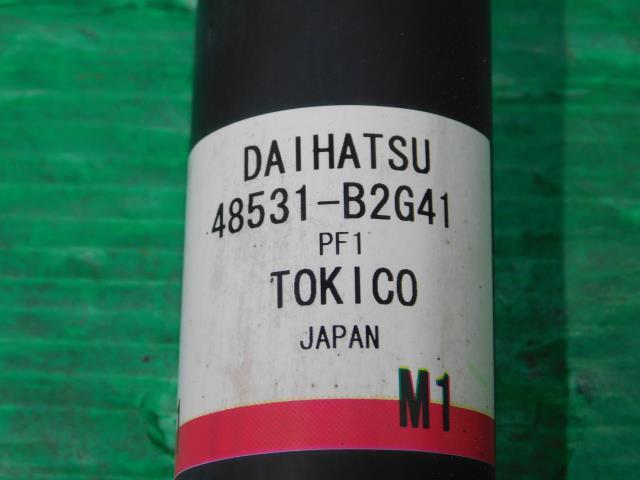 DAIHATSU
48531-B2G41
PF1
TOKICO
JAPAN
M1